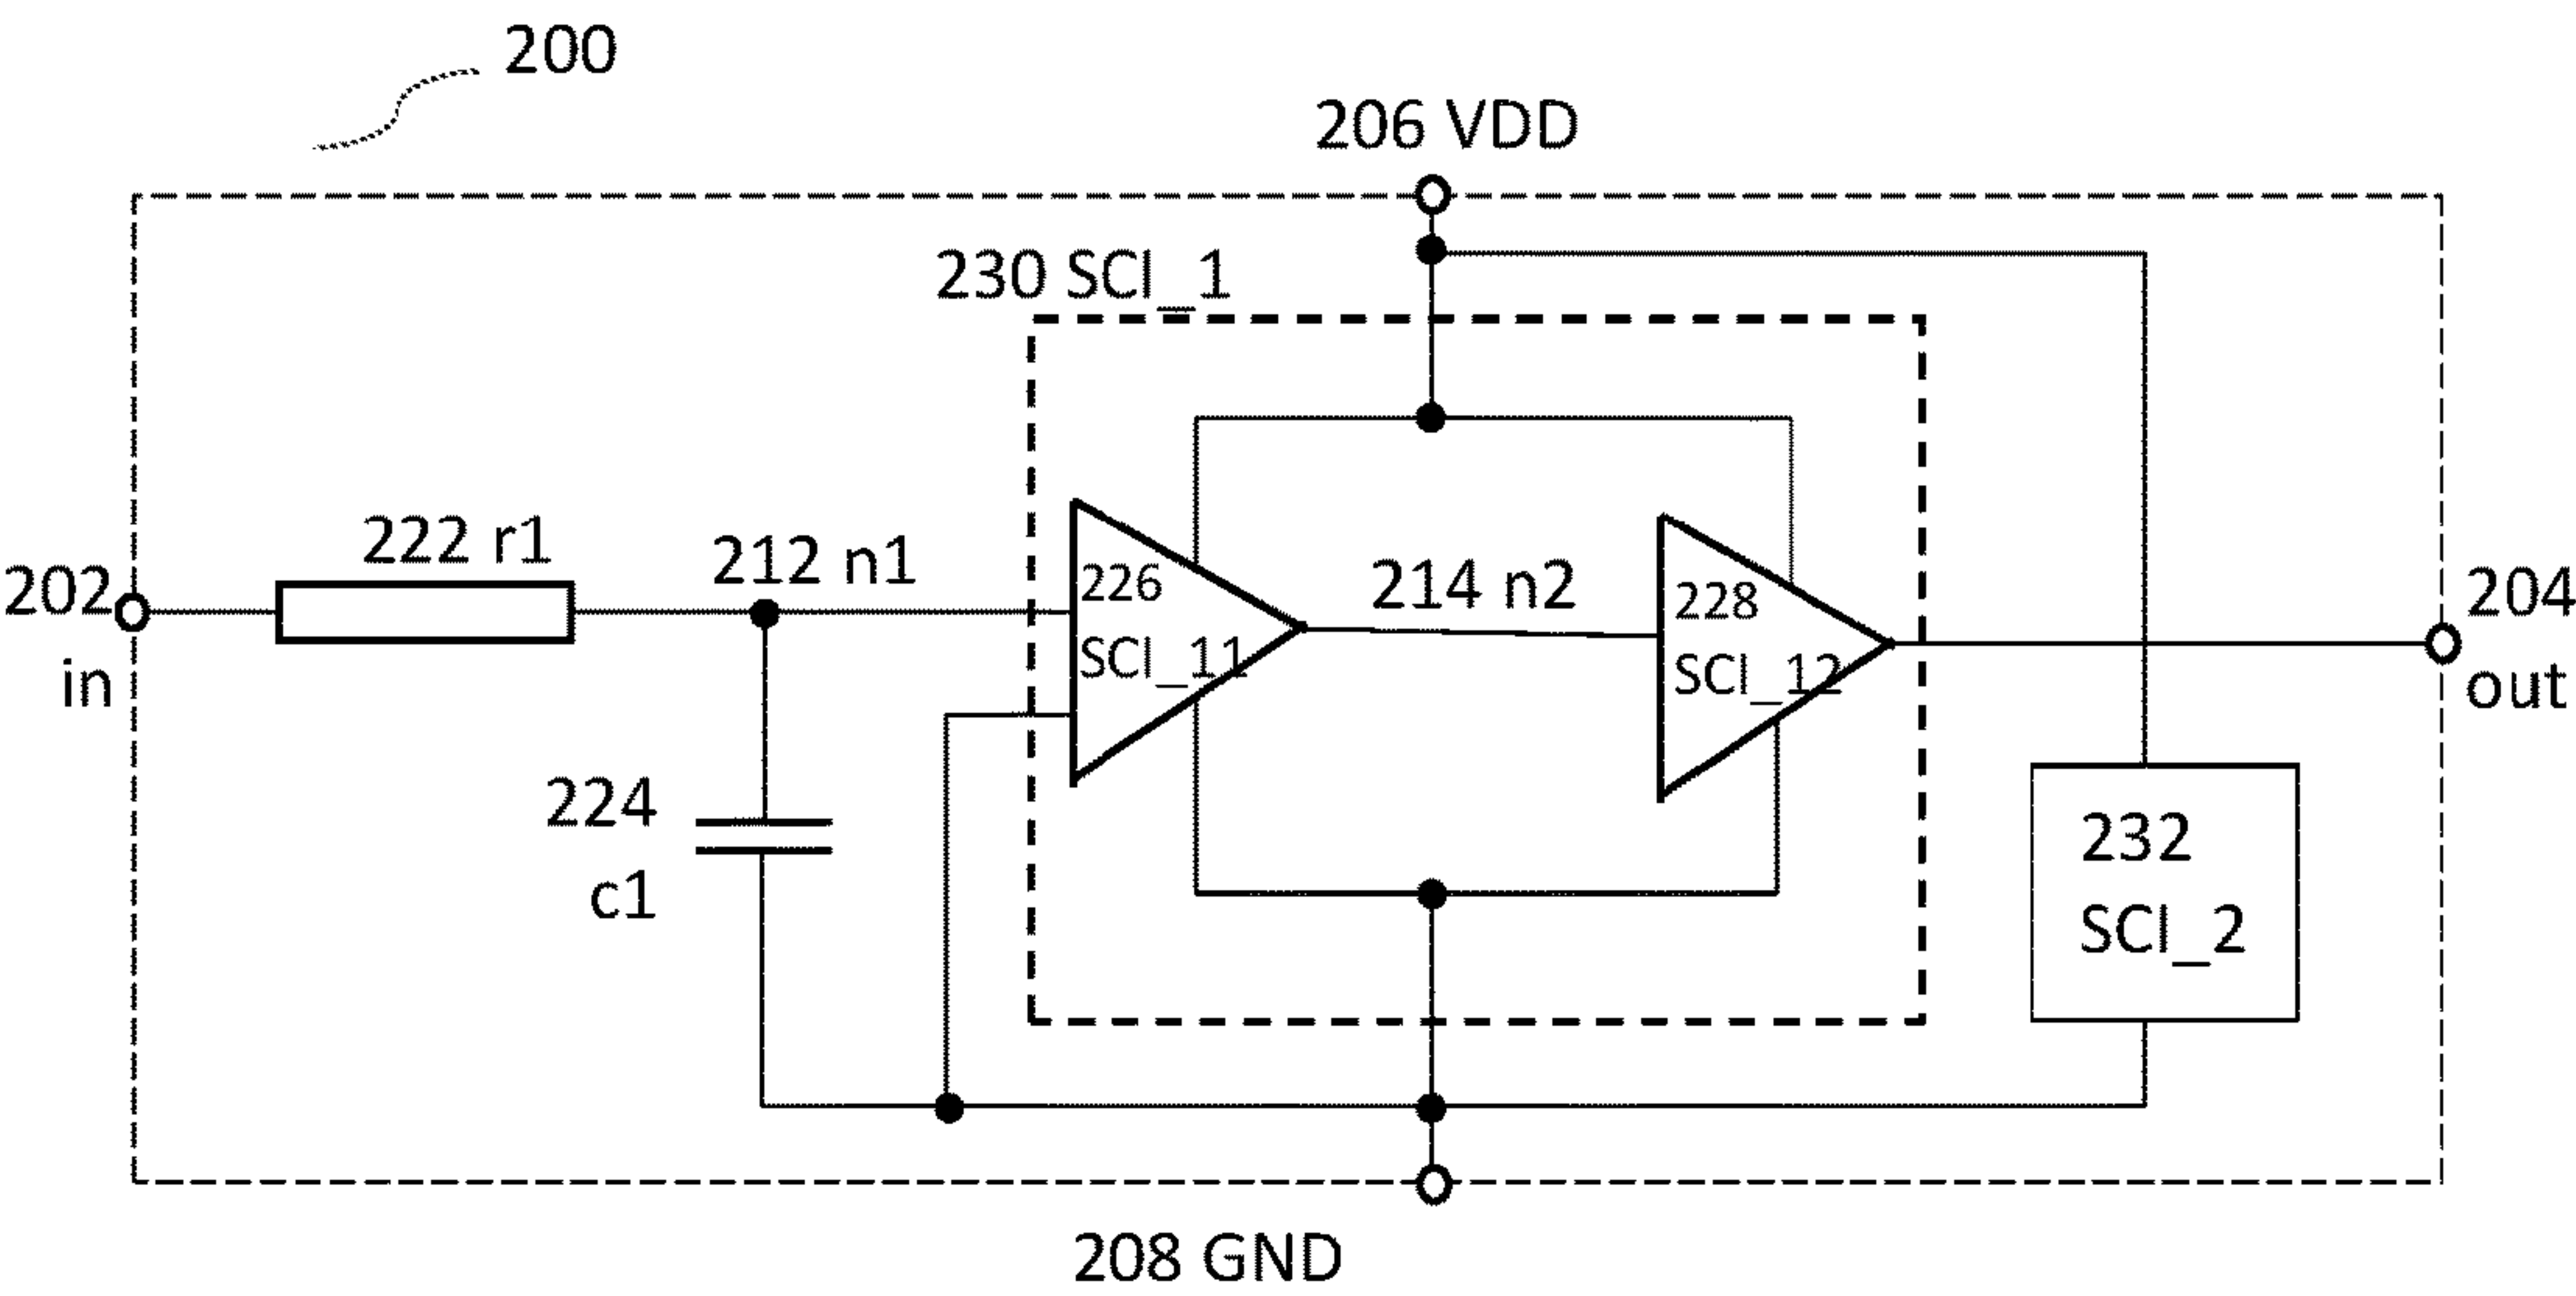 200
206 VDD
230 SCI_1
222 r1
212 n1
202
in
226
SCI_11
214 n2
228
SCI_12
204
out
224
c1
232
SCI_2
208 GND